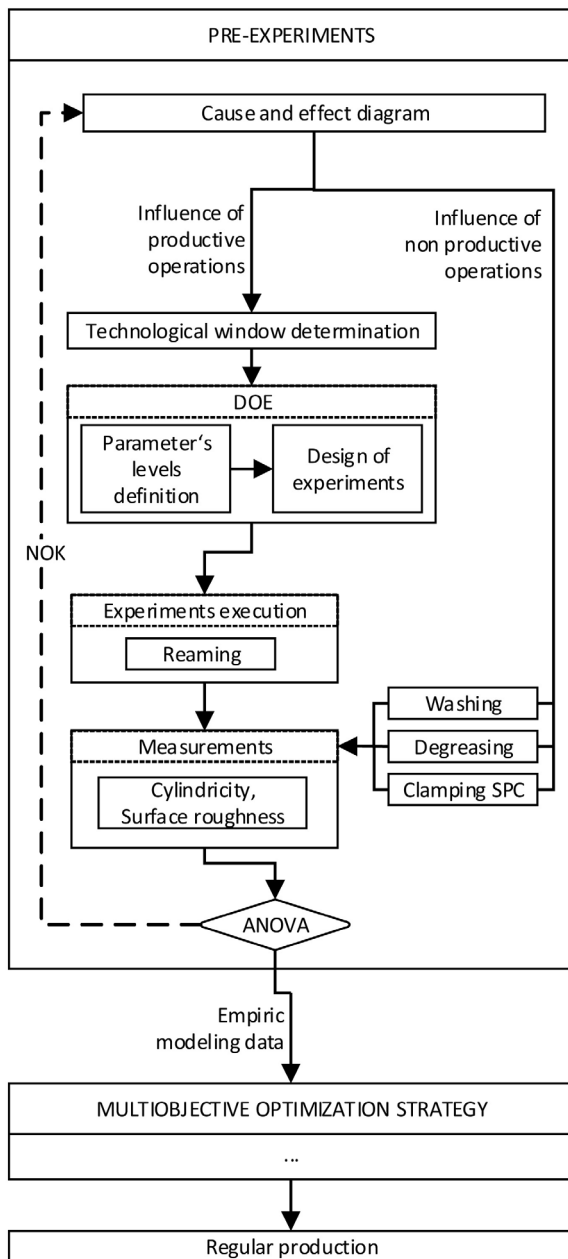 PRE-EXPERIMENTS
Cause and effect diagram
Influence of
productive
operations
Influence of
non productive
operations
Technological window determination
DOE
Parameter‘s
levels
definition
Design of
experiments
NOK
Experiments execution
Reaming
Washing
Measurements
Degreasing
Cylindricity,
Surface roughness
Clamping SPC
ANOVA
Empiric
modeling data
MULTIOBJECTIVE OPTIMIZATION STRATEGY
...
Regular production